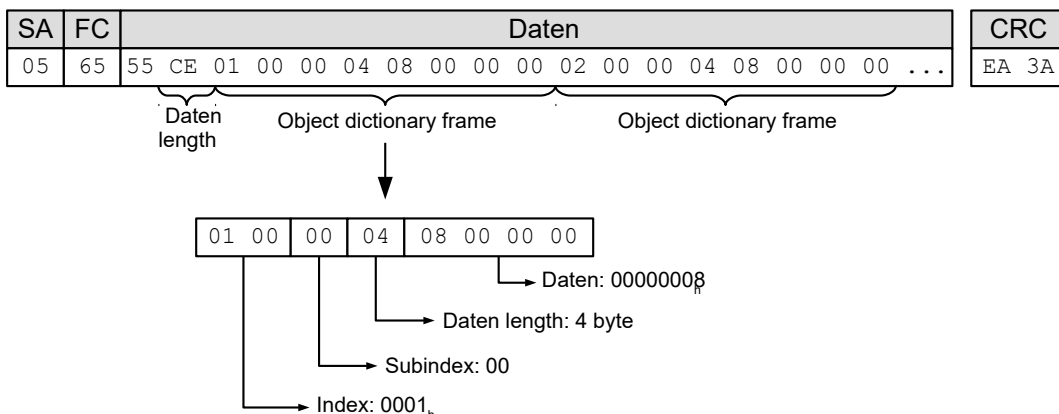 SA FC Daten CRC
05 65 55 CE 01 00 00 04 08 00 00 00 02 00 00 04 08 00 00 00 ... EA 3A
Daten length
Object dictionary frame
Object dictionary frame
01 00 00 04 08 00 00 00
Daten: 00000008h
Daten length: 4 byte
Subindex: 00
Index: 0001h